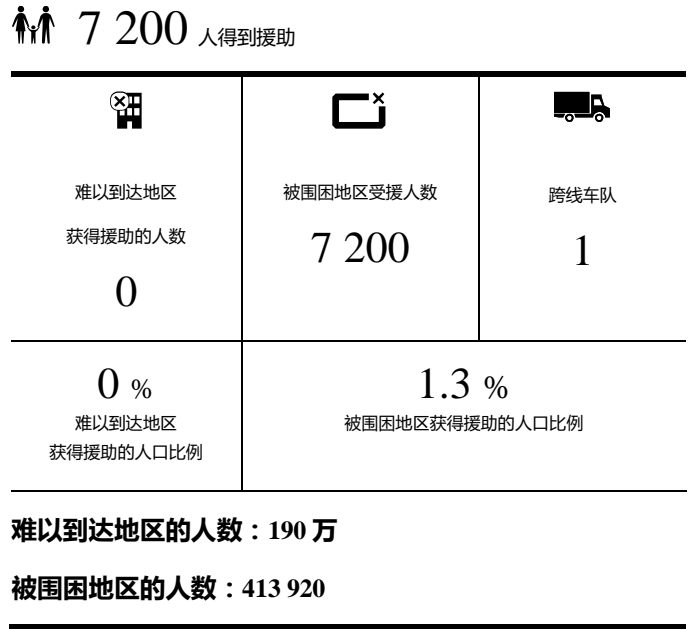 7 200 人得到援助
难以到达地区
获得援助的人数
0
被围困地区受援人数
7 200
跨线车队
1
0 %
难以到达地区
获得援助的人口比例
1.3 %
被围困地区获得援助的人口比例
难以到达地区的人数：190 万
被围困地区的人数：413 920